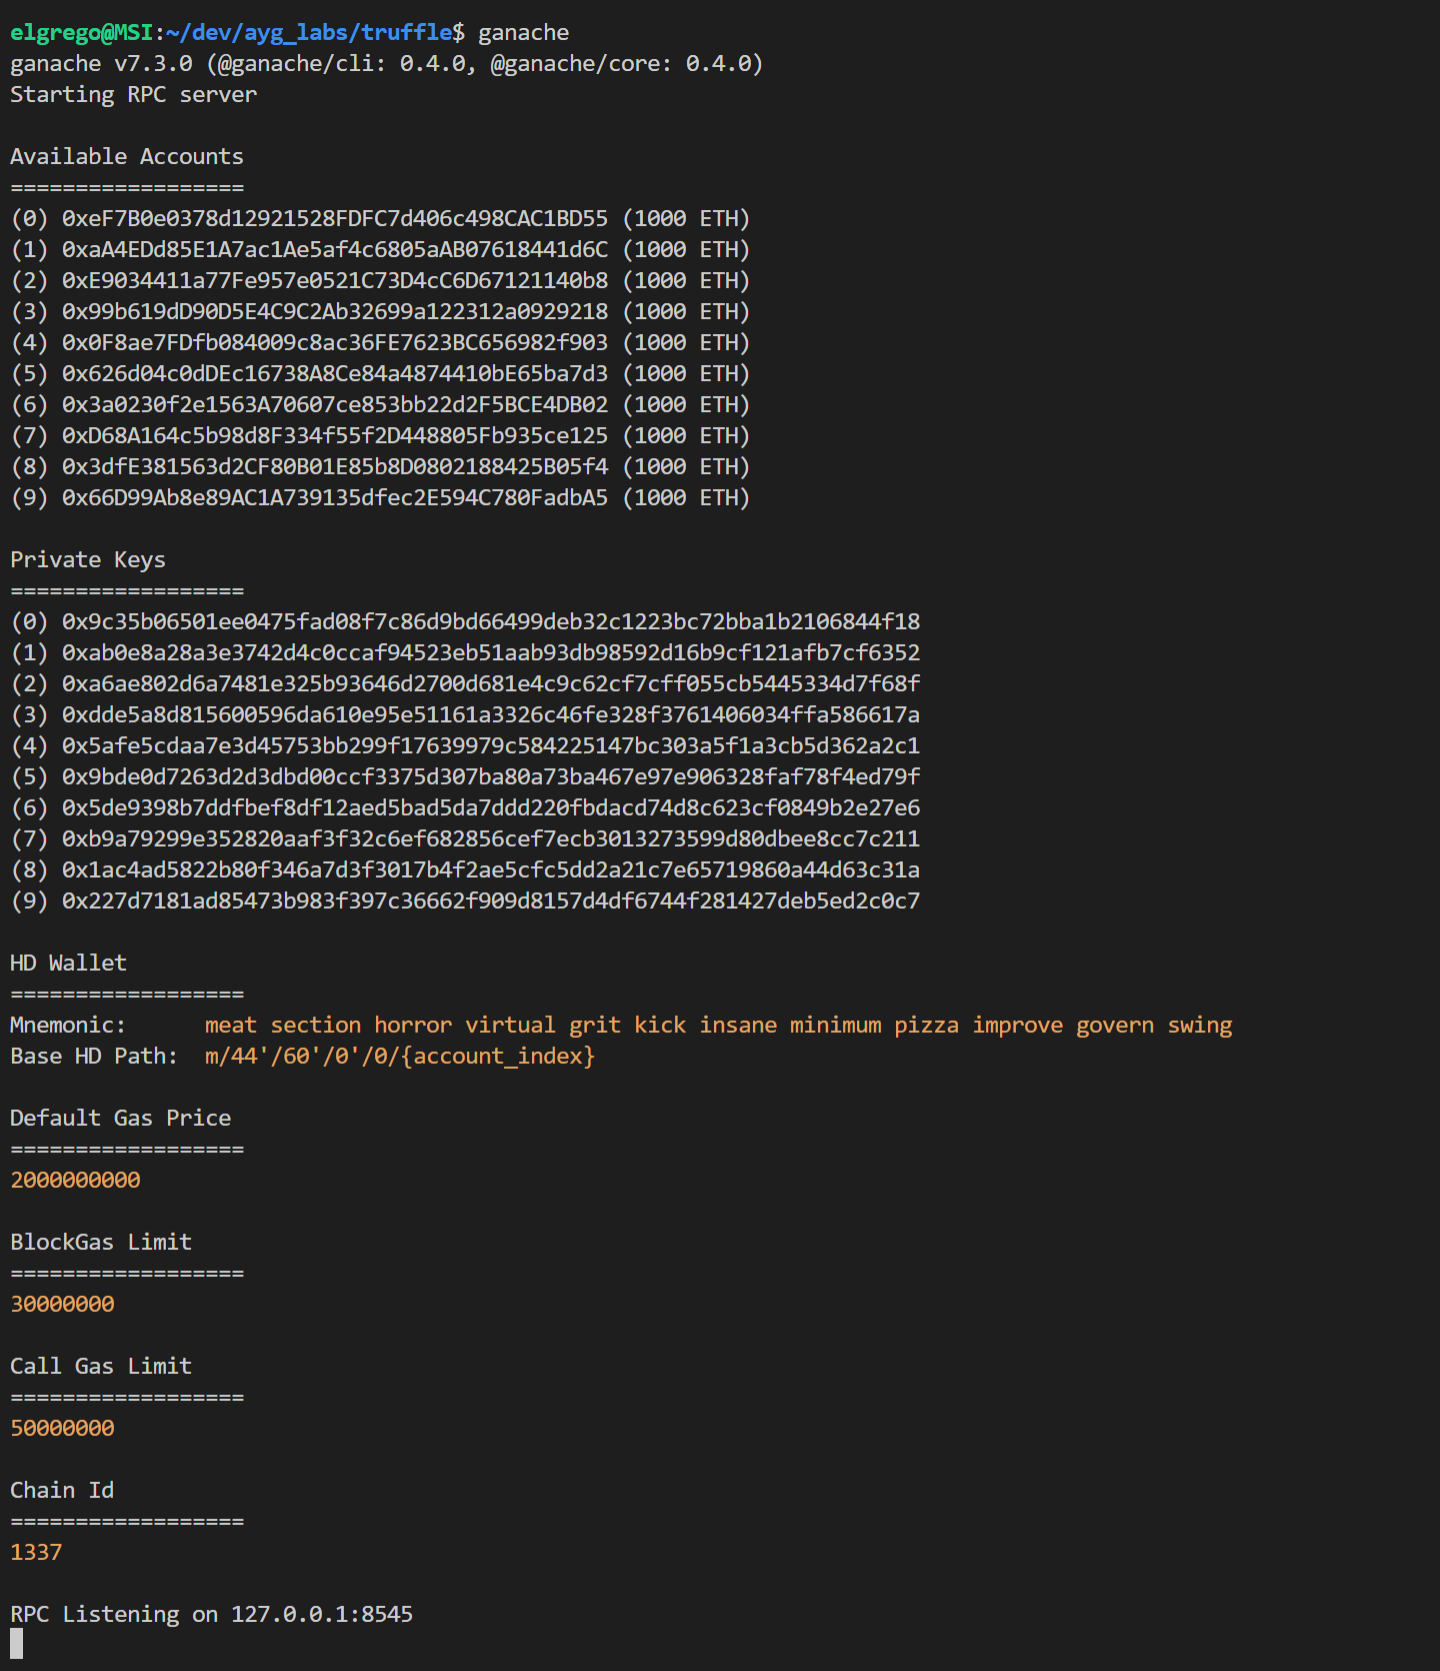 elgrego@MSI:~/dev/ayg_labs/truffle$ ganache
ganache v7.3.0 (@ganache/cli: 0.4.0, @ganache/core: 0.4.0)
Starting RPC server
Available Accounts
==================
(0) 0xeF7B0e0378d12921528FDFC7d406c498CAC1BD55 (1000 ETH)
(1) 0xaA4EDd85E1A7ac1Ae5af4c6805aAB07618441d6C (1000 ETH)
(2) 0xE9034411a77Fe957e0521C73D4cC6D67121140b8 (1000 ETH)
(3) 0x99b619dD90D5E4C9C2Ab32699a122312a0929218 (1000 ETH)
(4) 0x0F8ae7FDfb084009c8ac36FE7623BC656982f903 (1000 ETH)
(5) 0x626d04c0dDEc16738A8Ce84a4874410bE65ba7d3 (1000 ETH)
(6) 0x3a0230f2e1563A70607ce853bb22d2F5BCE4DB02 (1000 ETH)
(7) 0xD68A164c5b98d8F334f55f2D448805Fb935ce125 (1000 ETH)
(8) 0x3dfE381563d2CF80B01E85b8D0802188425B05f4 (1000 ETH)
(9) 0x66D99Ab8e89AC1A739135dfec2E594C780FadbA5 (1000 ETH)
Private Keys
==================
(0) 0x9c35b06501ee0475fad08f7c86d9bd66499deb32c1223bc72bba1b2106844f18
(1) 0xab0e8a28a3e3742d4c0ccaf94523eb51aab93db98592d16b9cf121afb7cf6352
(2) 0xa6ae802d6a7481e325b93646d2700d681e4c9c62cf7cff055cb5445334d7f68f
(3) 0xdde5a8d815600596da610e95e51161a3326c46fe328f3761406034ffa586617a
(4) 0x5afe5cdaa7e3d45753bb299f17639979c584225147bc303a5f1a3cb5d362a2c1
(5) 0x9bde0d7263d2d3dbd00ccf3375d307ba80a73ba467e97e906328faf78f4ed79f
(6) 0x5de9398b7ddfbef8df12aed5bad5da7ddd220fbdacd74d8c623cf0849b2e27e6
(7) 0xb9a79299e352820aaf3f32c6ef682856cef7ecb3013273599d80dbee8cc7c211
(8) 0x1ac4ad5822b80f346a7d3f3017b4f2ae5cfc5dd2a21c7e65719860a44d63c31a
(9) 0x227d7181ad85473b983f397c36662f909d8157d4df6744f281427deb5ed2c0c7
HD Wallet
==================
Mnemonic:      meat section horror virtual grit kick insane minimum pizza improve govern swing
Base HD Path:  m/44'/60'/0'/0/{account_index}
Default Gas Price
==================
2000000000
BlockGas Limit
==================
30000000
Call Gas Limit
==================
50000000
Chain Id
==================
1337
RPC Listening on 127.0.0.1:8545